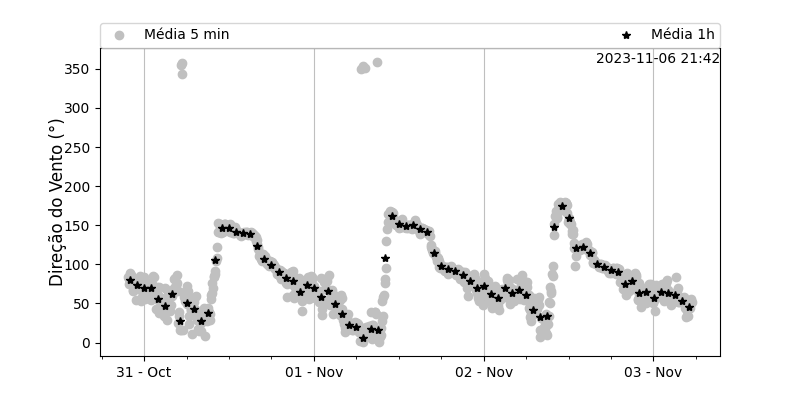 Média 5 min
Média 1h
2023-11-06 21:42
Direção do Vento (°)
350
300
250
200
150
100
50
0
31 - Oct
01 - Nov
02 - Nov
03 - Nov